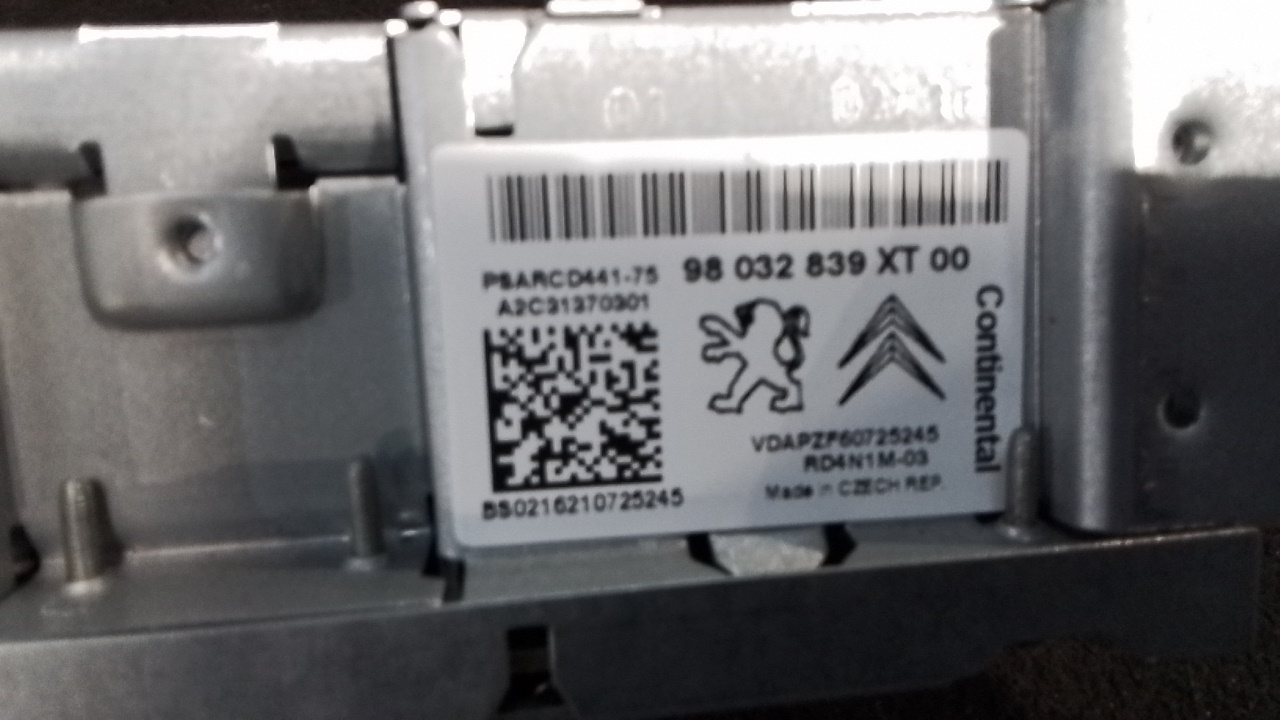 PSARCD441-75
98 032 839 XT 00
A2C31370301
Continental
VDAPZF60725245
RD4N1M-03
Made in CZECH REP.
BS0216210725245